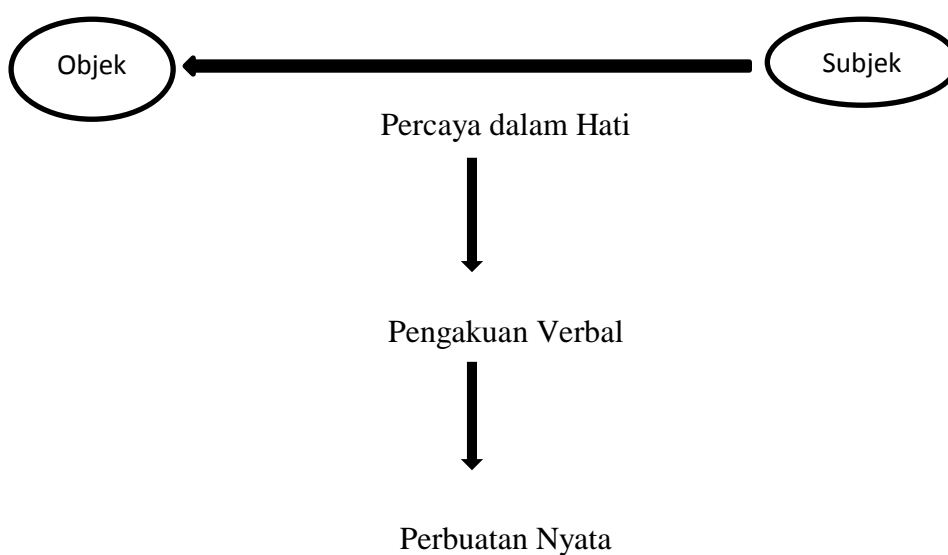 Objek
Subjek
Percaya dalam Hati
Pengakuan Verbal
Perbuatan Nyata